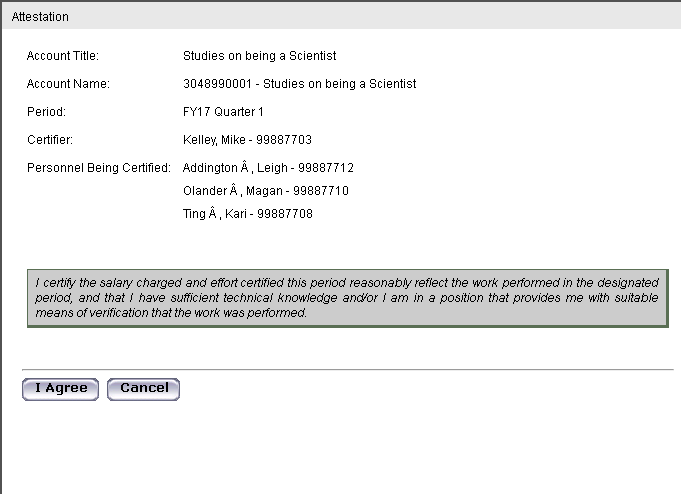 Attestation
Account Title: Studies on being a Scientist
Account Name: 3048990001 - Studies on being a Scientist
Period: FY17 Quarter 1
Certifier: Kelley, Mike - 99887703
Personnel Being Certified: Addington Â , Leigh - 99887712
Olander Â , Magan - 99887710
Ting Â , Kari - 99887708
I certify the salary charged and effort certified this period reasonably reflect the work performed in the designated
period, and that I have sufficient technical knowledge and/or I am in a position that provides me with suitable
means of verification that the work was performed.
I Agree Cancel